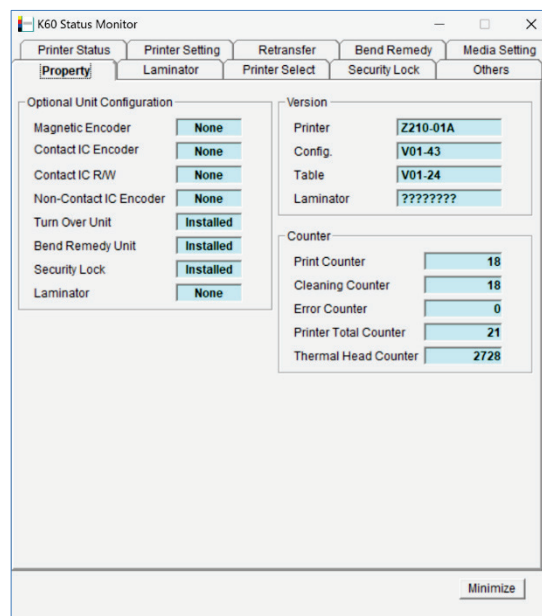 K60 Status Monitor
Printer Status Printer Setting Retransfer Bend Remedy Media Setting
Property Laminator Printer Select Security Lock Others
Optional Unit Configuration
Magnetic Encoder None
Contact IC Encoder None
Contact IC R/W None
Non-Contact IC Encoder None
Turn Over Unit Installed
Bend Remedy Unit Installed
Security Lock Installed
Laminator None
Version
Printer Z210-01A
Config. V01-43
Table V01-24
Laminator ????????
Counter
Print Counter 18
Cleaning Counter 18
Error Counter 0
Printer Total Counter 21
Thermal Head Counter 2728
Minimize